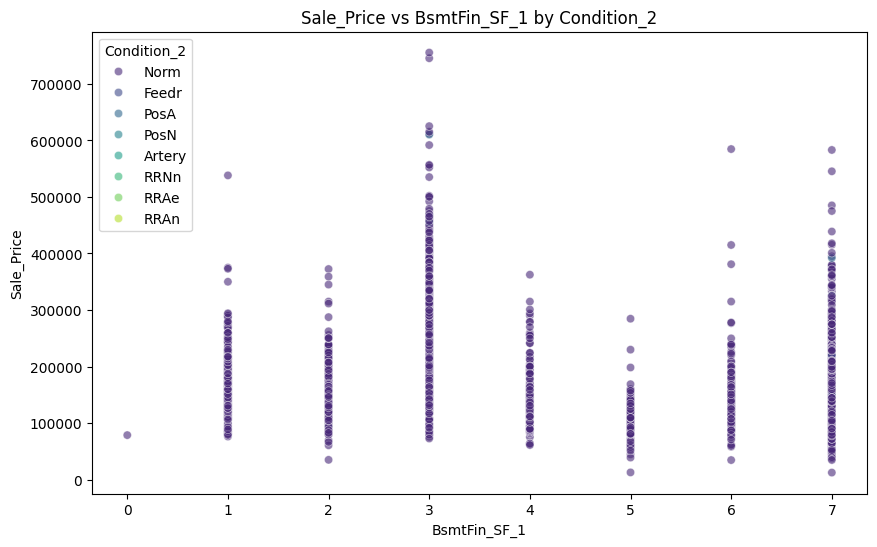 Sale_Price vs BsmtFin_SF_1 by Condition_2
Condition_2
Norm
Feedr
PosA
PosN
Artery
RRNn
RRAe
RRAn
Sale_Price
700000
600000
500000
400000
300000
200000
100000
0
0 1 2 3 4 5 6 7
BsmtFin_SF_1